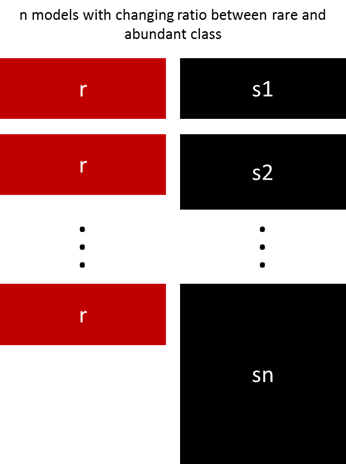 n models with changing ratio between rare and
abundant class
r s1
r s2
r sn